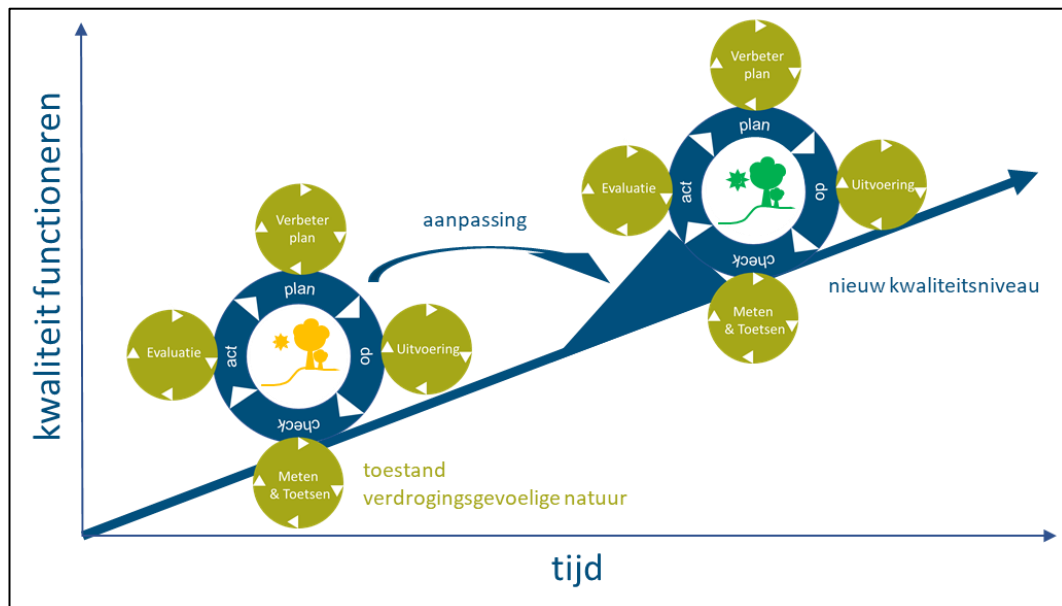 kwaliteit functioneren
Verbeter
plan
plan
Evaluatie
act
do
Uitvoering
check
Meten
& Toetsen
nieuw kwaliteitsniveau
aanpassing
Verbeter
plan
plan
Evaluatie
act
do
Uitvoering
check
Meten
& Toetsen
toestand
verdrogingsgevoelige natuur
tijd